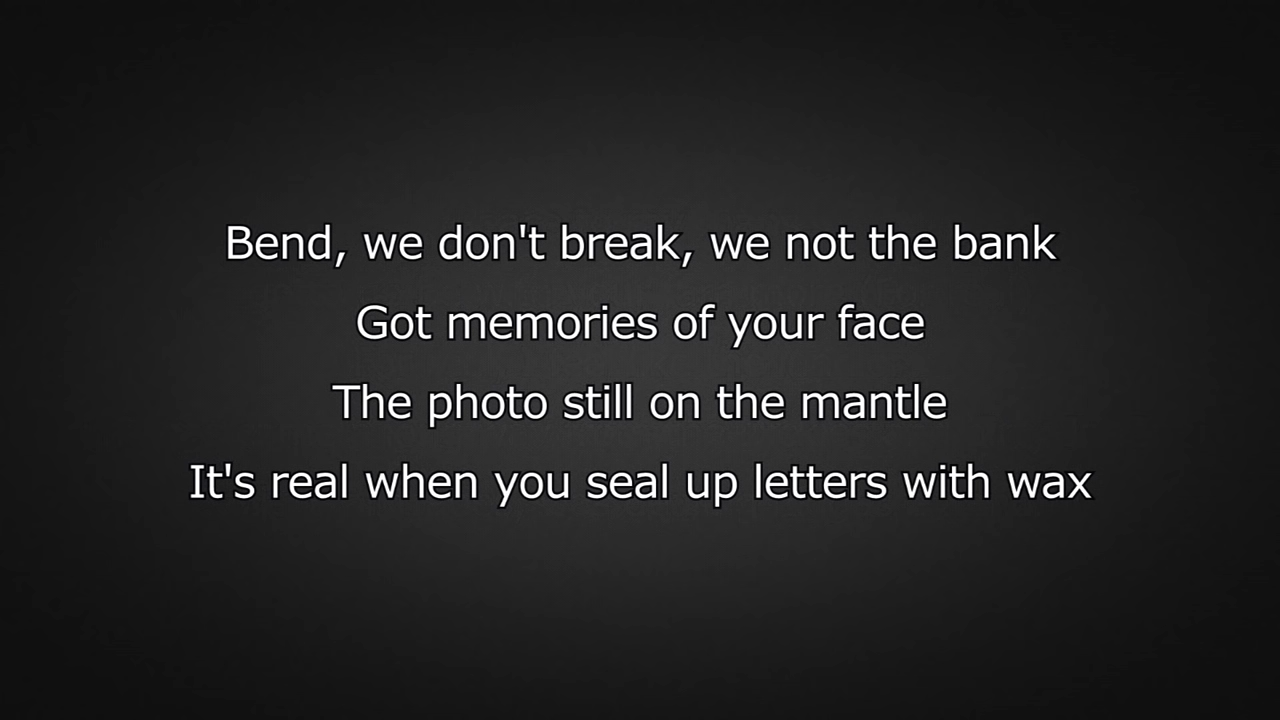 Bend, we don't break, we not the bank
Got memories of your face
The photo still on the mantle
It's real when you seal up letters with wax